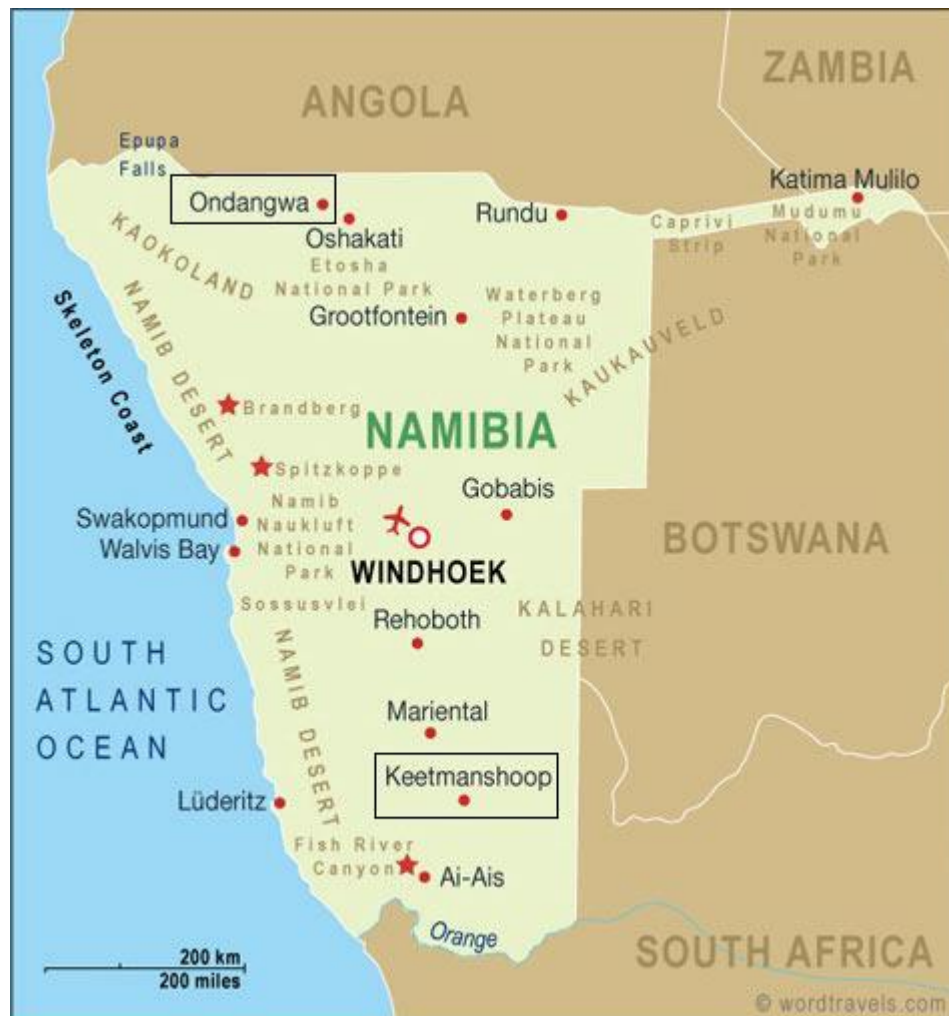 ZAMBIA
ANGOLA
Epupa
Falls
Katima Mulilo
Ondangwa
Rundu
Oshakati
Caprivi
Strip
Mudumu
National
Park
KAOKOLAND
Etosha
National Park
Grootfontein
Waterberg
Plateau
National
Park
KAUKAUVELD
Skeleton Coast
NAMIB DESERT
Brandberg
NAMIBIA
Spitzkoppe
Gobabis
Swakopmund
Walvis Bay
Namib
Naukluft
National
Park
WINDHOEK
BOTSWANA
Sossusvlei
Rehoboth
KALAHARI
DESERT
SOUTH
ATLANTIC
OCEAN
NAMIB DESERT
Mariental
Keetmanshoop
Lüderitz
Fish River
Canyon
Ai-Ais
Orange
SOUTH AFRICA
200 km
200 miles
© wordtravels.com